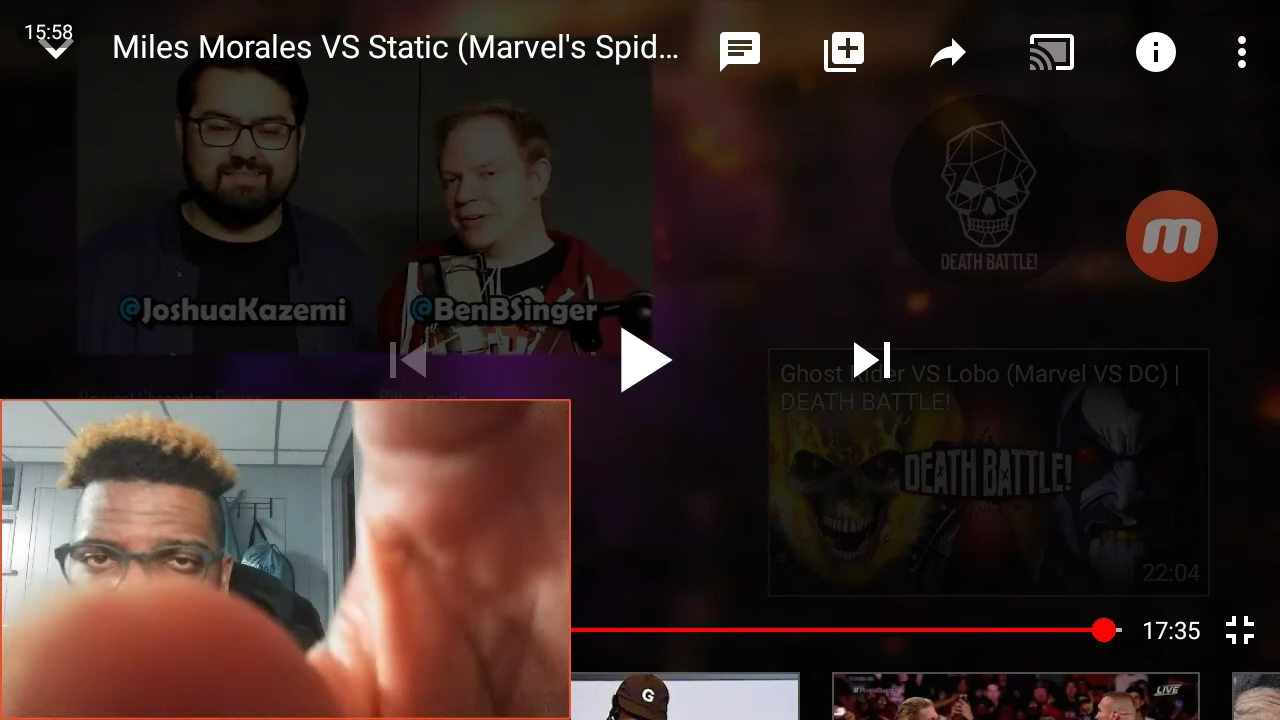 15:58
Miles Morales VS Static (Marvel's Spid...
DEATH BATTLE!
m
@JoshuaKazemi
@BenBSinger
Ghost Rider VS Lobo (Marvel VS DC) |
DEATH BATTLE!
DEATH BATTLE!
22:04
17:35
G
LIVE